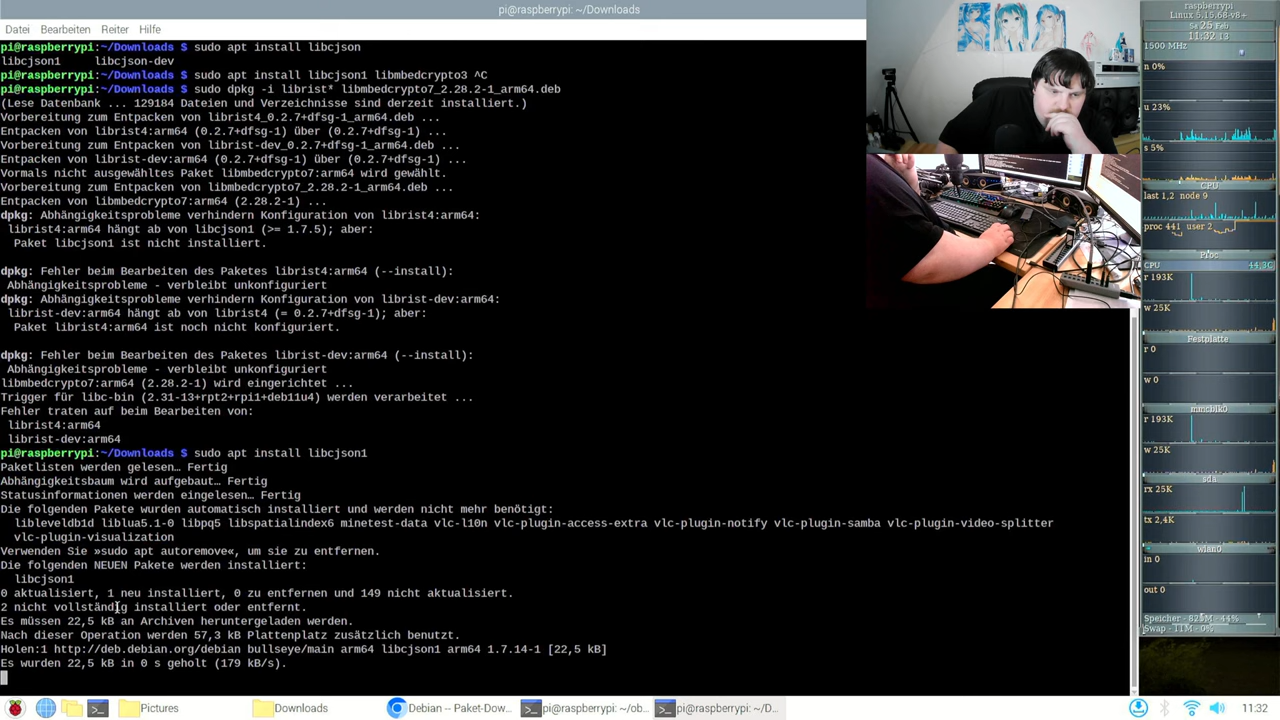 pi@raspberrypi: ~/Downloads
Datei Bearbeiten Reiter Hilfe
pi@raspberrypi:~/Downloads $ sudo apt install libcjson
libcjson1 libcjson-dev
pi@raspberrypi:~/Downloads $ sudo apt install libcjson1 libmbedcrypto3 ^C
pi@raspberrypi:~/Downloads $ sudo dpkg -i librist* libmbedcrypto7_2.28.2-1_arm64.deb
(Lese Datenbank ... 129184 Dateien und Verzeichnisse sind derzeit installiert.)
Vorbereitung zum Entpacken von librist4_0.2.7+dfsg-1_arm64.deb ...
Entpacken von librist4:arm64 (0.2.7+dfsg-1) über (0.2.7+dfsg-1) ...
Vorbereitung zum Entpacken von librist-dev_0.2.7+dfsg-1_arm64.deb ...
Entpacken von librist-dev:arm64 (0.2.7+dfsg-1) über (0.2.7+dfsg-1) ...
Vormals nicht ausgewähltes Paket libmbedcrypto7:arm64 wird gewählt.
Vorbereitung zum Entpacken von libmbedcrypto7_2.28.2-1_arm64.deb ...
Entpacken von libmbedcrypto7:arm64 (2.28.2-1) ...
dpkg: Abhängigkeitsprobleme verhindern Konfiguration von librist4:arm64:
librist4:arm64 hängt ab von libcjson1 (>= 1.7.5); aber:
Paket libcjson1 ist nicht installiert.
dpkg: Fehler beim Bearbeiten des Paketes librist4:arm64 (--install):
Abhängigkeitsprobleme - verbleibt unkonfiguriert
dpkg: Abhängigkeitsprobleme verhindern Konfiguration von librist-dev:arm64:
librist-dev:arm64 hängt ab von librist4 (= 0.2.7+dfsg-1); aber:
Paket librist4:arm64 ist noch nicht konfiguriert.
dpkg: Fehler beim Bearbeiten des Paketes librist-dev:arm64 (--install):
Abhängigkeitsprobleme - verbleibt unkonfiguriert
libmbedcrypto7:arm64 (2.28.2-1) wird eingerichtet ...
Trigger für libc-bin (2.31-13+rpt2+rpi1+deb11u4) werden verarbeitet ...
Fehler traten auf beim Bearbeiten von:
librist4:arm64
librist-dev:arm64
pi@raspberrypi:~/Downloads $ sudo apt install libcjson1
Paketlisten werden gelesen… Fertig
Abhängigkeitsbaum wird aufgebaut… Fertig
Statusinformationen werden eingelesen… Fertig
Die folgenden Pakete wurden automatisch installiert und werden nicht mehr benötigt:
libleveldb1d liblua5.1-0 libpq5 libspatialindex6 minetest-data vlc-l10n vlc-plugin-access-extra vlc-plugin-notify vlc-plugin-samba vlc-plugin-video-splitter
vlc-plugin-visualization
Verwenden Sie »sudo apt autoremove«, um sie zu entfernen.
Die folgenden NEUEN Pakete werden installiert:
libcjson1
0 aktualisiert, 1 neu installiert, 0 zu entfernen und 149 nicht aktualisiert.
2 nicht vollständig installiert oder entfernt.
Es müssen 22,5 kB an Archiven heruntergeladen werden.
Nach dieser Operation werden 57,3 kB Plattenplatz zusätzlich benutzt.
Holen:1 http://deb.debian.org/debian bullseye/main arm64 libcjson1 arm64 1.7.14-1 [22,5 kB]
Es wurden 22,5 kB in 0 s geholt (179 kB/s).
raspberrypi
Linux 5.15.68-v8+
Sa 25 Feb
11:32 13
1500 MHz
n 0%
u 23%
s 5%
CPU
last 1,2 node 9
proc 441 user 2
Proc
CPU 44.3C
r 193K
w 25K
Festplatte
r 0
w 0
mmcblk0
r 193K
w 25K
sda
rx 25K
tx 2,4K
wlan0
in 0
out 0
Speicher - 825M - 44%
Swap - 11M - 0%
Pictures
Downloads
Debian -- Paket-Dow...
pi@raspberrypi: ~/ob...
pi@raspberrypi: ~/D...
11:32